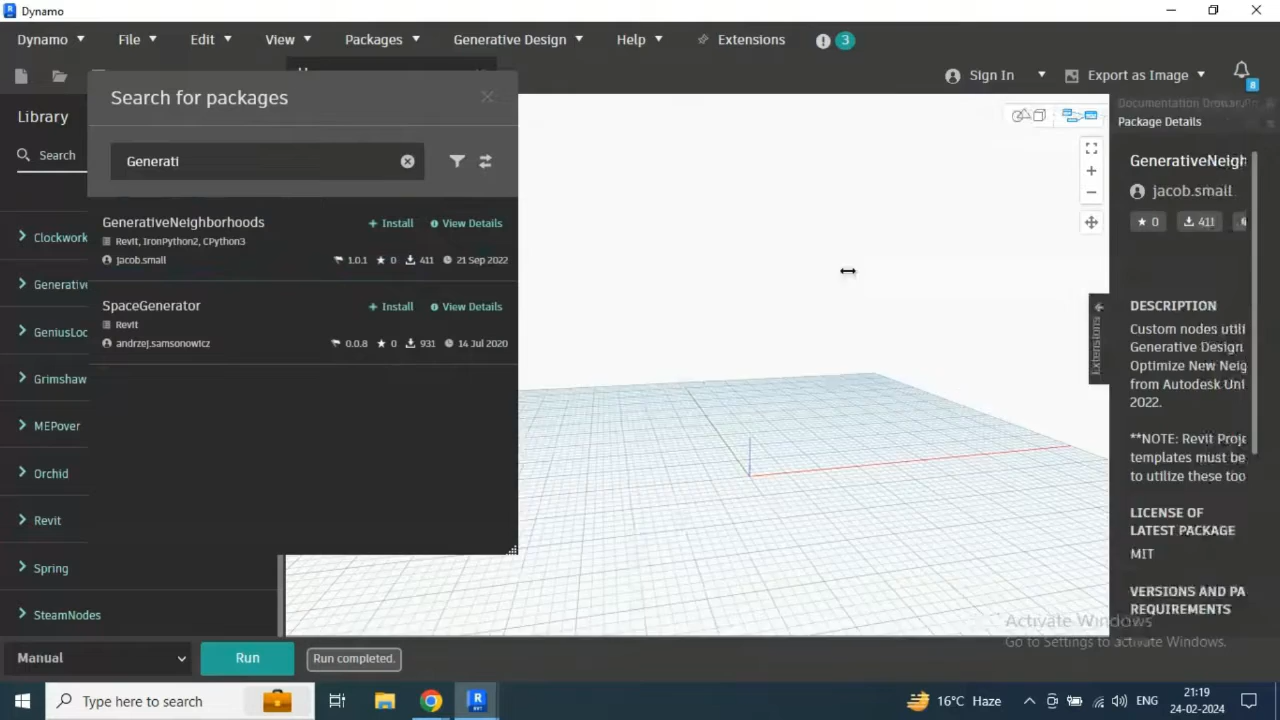 Dynamo
Dynamo File Edit View Packages Generative Design Help Extensions 3
Sign In Export as Image 8
Library
Search
Clockwork
Generative
GeniusLoc
Grimshaw
MEPover
Orchid
Revit
Spring
SteamNodes
Search for packages
Generati
GenerativeNeighborhoods Install View Details
Revit, IronPython2, CPython3
jacob.small 1.0.1 0 411 21 Sep 2022
SpaceGenerator Install View Details
Revit
andrzej.samsonowicz 0.0.8 0 931 14 Jul 2020
Extensions
Package Details
GenerativeNeigh
jacob.small
0 411
DESCRIPTION
Custom nodes utili
Generative Design
Optimize New Neig
from Autodesk Uni
2022.
**NOTE: Revit Proje
templates must be
to utilize these too
LICENSE OF
LATEST PACKAGE
MIT
VERSIONS AND PA
REQUIREMENTS
Activate Windows
Go to Settings to activate Windows.
Manual Run Run completed.
Type here to search 16°C Haze ENG 21:19
24-02-2024